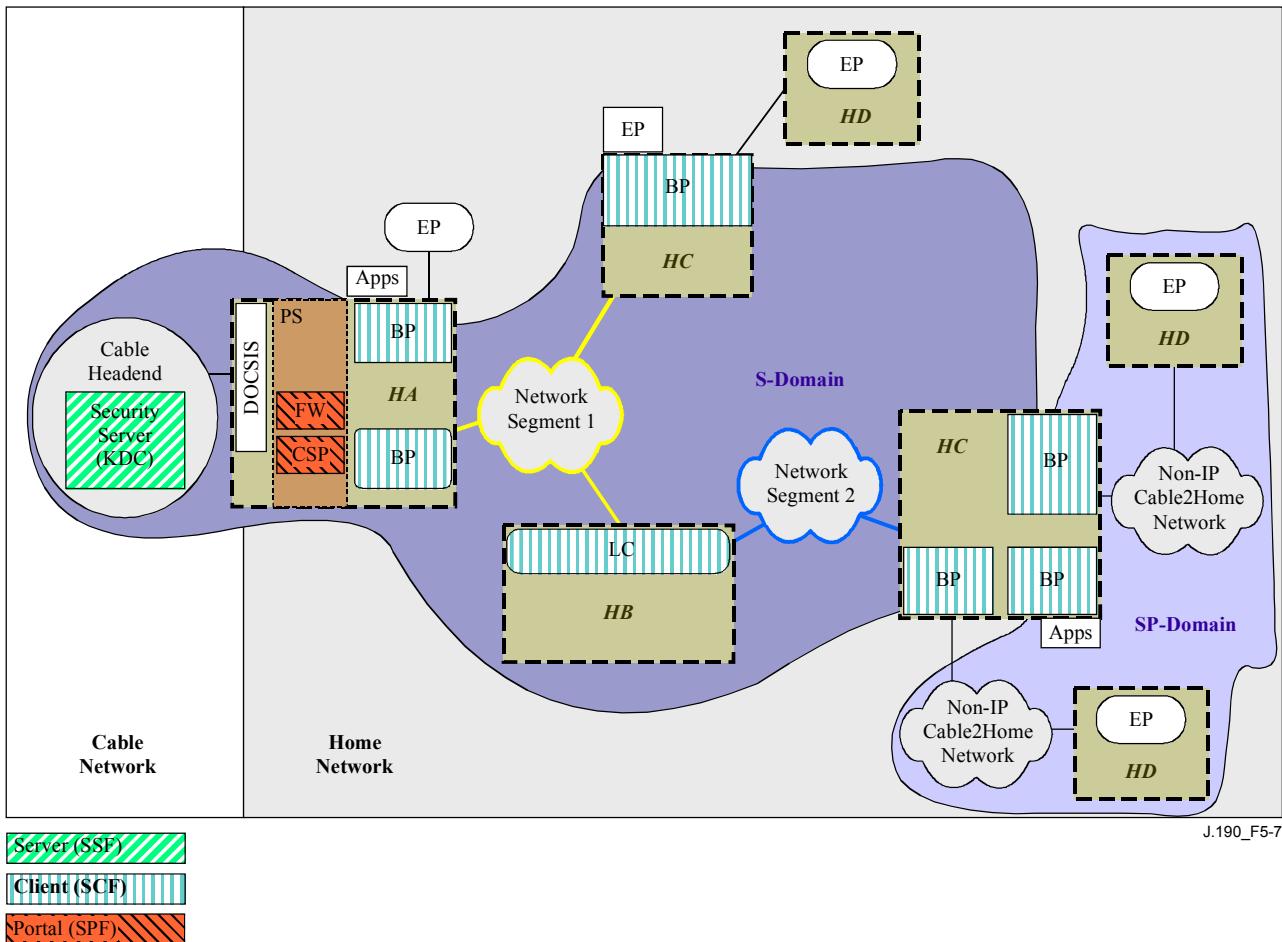 EP
HD
EP
BP
HC
EP
Apps
PS
BP
DOCSIS
HA
FW
CSP
BP
Cable
Headend
Security
Server
(KDC)
Network
Segment 1
S-Domain
Network
Segment 2
LC
HB
HC
BP
BP
BP
Apps
EP
HD
Non-IP
Cable2Home
Network
SP-Domain
Non-IP
Cable2Home
Network
EP
HD
Cable
Network
Home
Network
J.190_F5-7
Server (SSF)
Client (SCF)
Portal (SPF)